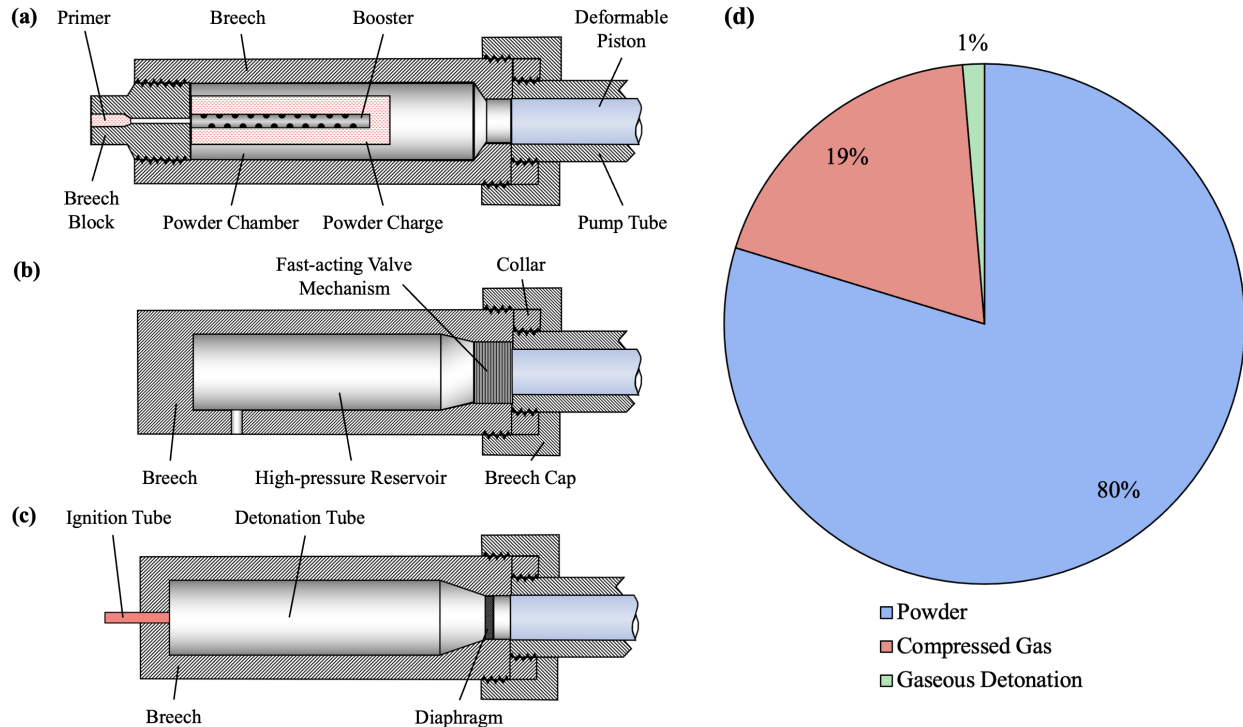 (a)
Primer
Breech
Booster
Deformable
Piston
Breech
Block
Powder Chamber
Powder Charge
Pump Tube
(b)
Fast-acting Valve
Mechanism
Collar
Breech
High-pressure Reservoir
Breech Cap
(c)
Ignition Tube
Detonation Tube
Breech
Diaphragm
(d)
1%
19%
80%
Powder
Compressed Gas
Gaseous Detonation